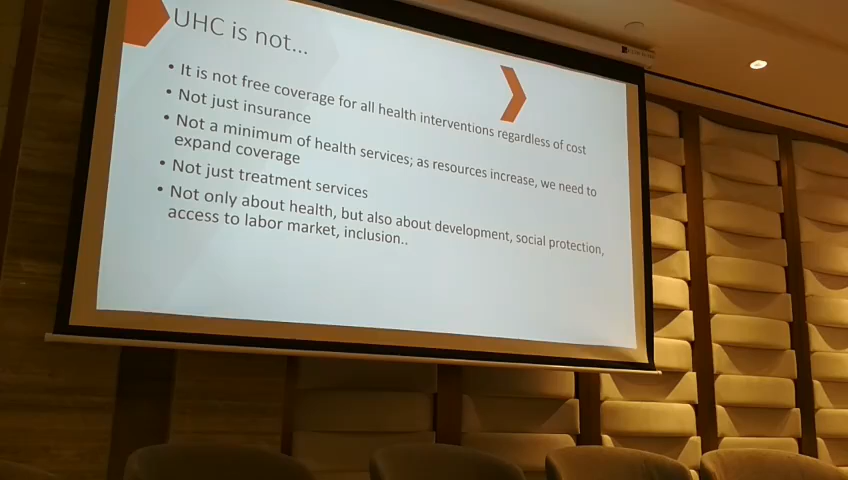 UHC is not...
• It is not free coverage for all health interventions regardless of cost
• Not just insurance
• Not a minimum of health services; as resources increase, we need to
expand coverage
• Not just treatment services
• Not only about health, but also about development, social protection,
access to labor market, inclusion..